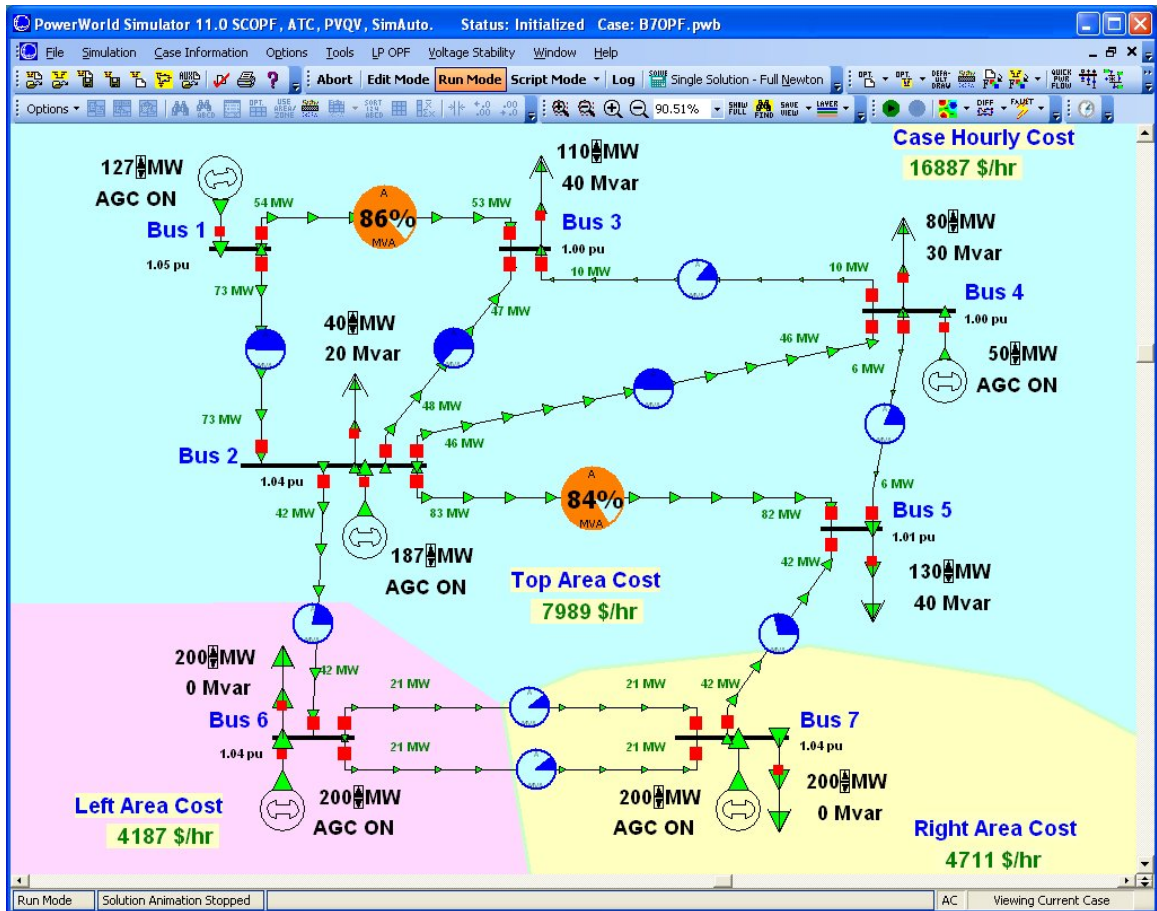 PowerWorld Simulator 11.0 SCOPF, ATC, PVQV, SimAuto. Status: Initialized Case: B7OPF.pwb
File Simulation Case Information Options Tools LP OPF Voltage Stability Window Help
Abort Edit Mode Run Mode Script Mode Log Single Solution - Full Newton
Options 90.51%
Case Hourly Cost
16887 $/hr
127 MW
AGC ON
Bus 1
1.05 pu
54 MW
A
86%
MVA
53 MW
110 MW
40 Mvar
Bus 3
1.00 pu
80 MW
30 Mvar
Bus 4
1.00 pu
10 MW
10 MW
73 MW
47 MW
40 MW
20 Mvar
46 MW
6 MW
50 MW
AGC ON
73 MW
48 MW
46 MW
Bus 2
1.04 pu
42 MW
83 MW
A
84%
MVA
82 MW
6 MW
Bus 5
1.01 pu
187 MW
AGC ON
42 MW
130 MW
40 Mvar
Top Area Cost
7989 $/hr
200 MW
0 Mvar
42 MW
Bus 6
1.04 pu
21 MW
21 MW
42 MW
Bus 7
1.04 pu
21 MW
21 MW
200 MW
AGC ON
200 MW
AGC ON
200 MW
0 Mvar
Left Area Cost
4187 $/hr
Right Area Cost
4711 $/hr
Run Mode Solution Animation Stopped AC Viewing Current Case